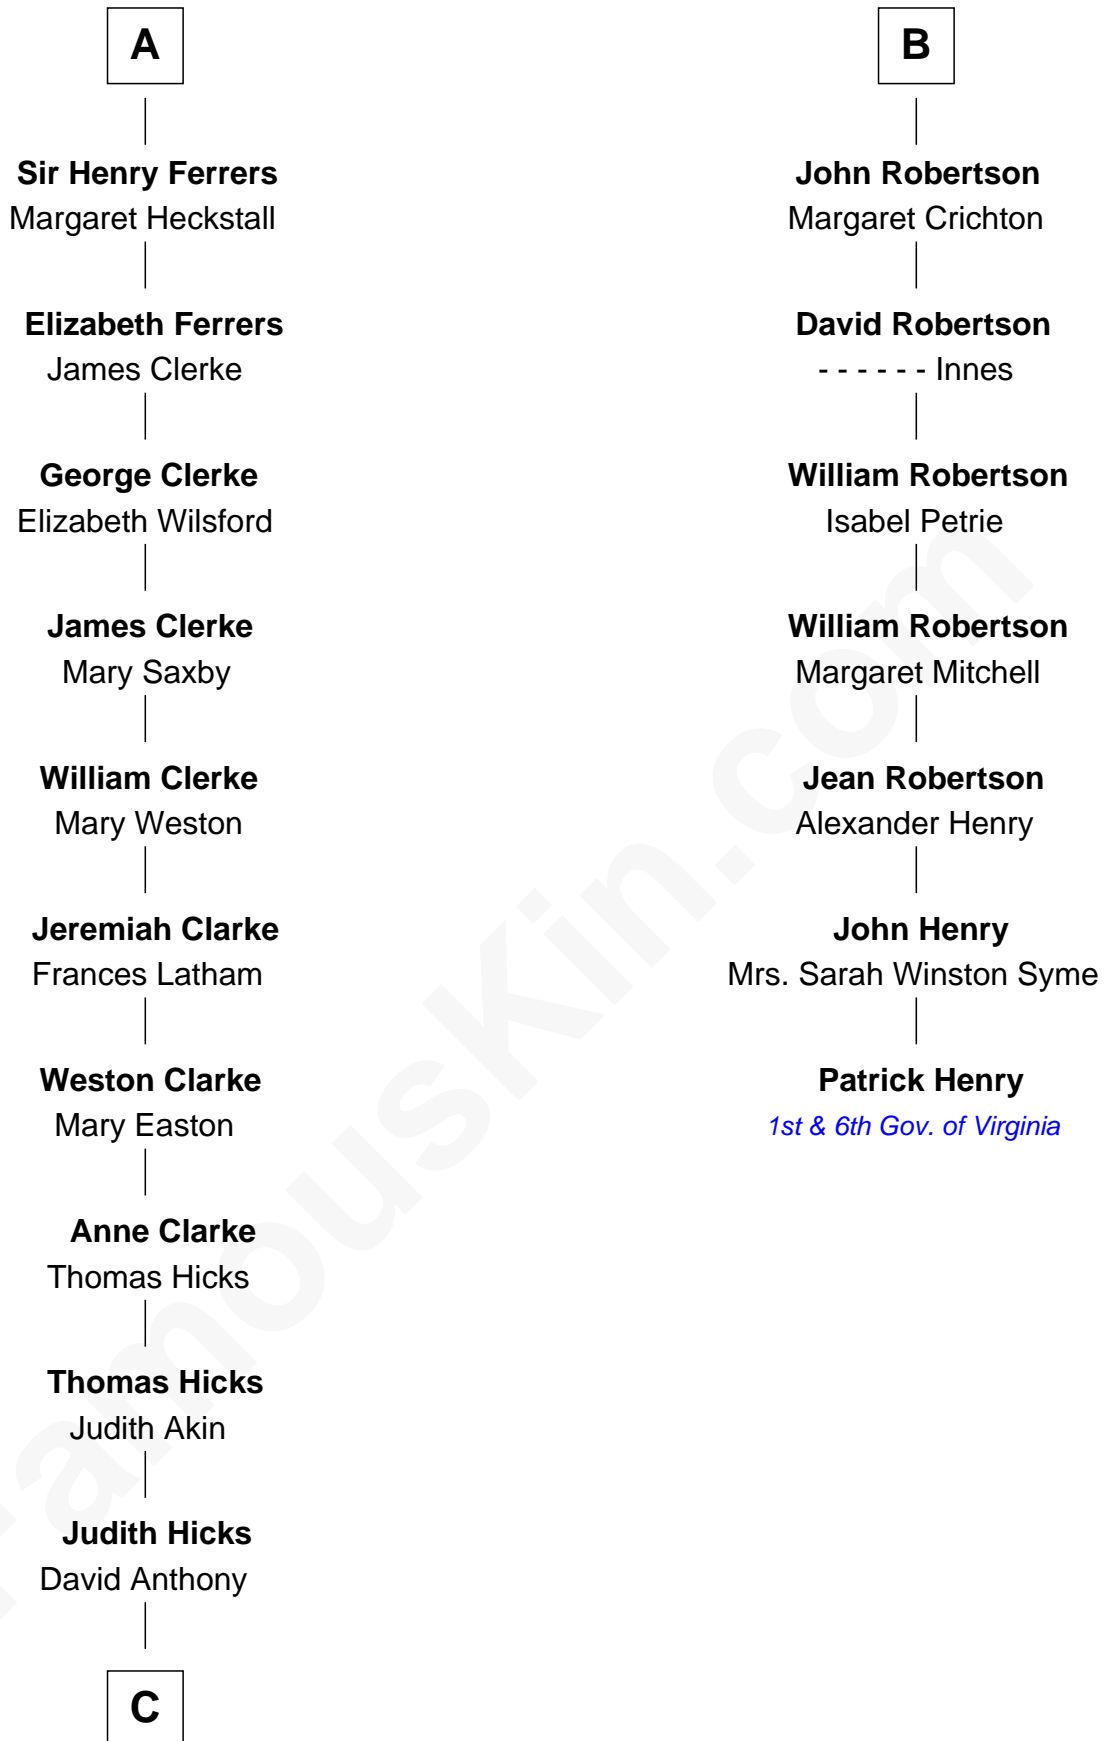 A
Sir Henry Ferrers
Margaret Heckstall
Elizabeth Ferrers
James Clerke
George Clerke
Elizabeth Wilsford
James Clerke
Mary Saxby
William Clerke
Mary Weston
Jeremiah Clarke
Frances Latham
Weston Clarke
Mary Easton
Anne Clarke
Thomas Hicks
Thomas Hicks
Judith Akin
Judith Hicks
David Anthony
C
B
John Robertson
Margaret Crichton
David Robertson
- - - - - - Innes
William Robertson
Isabel Petrie
William Robertson
Margaret Mitchell
Jean Robertson
Alexander Henry
John Henry
Mrs. Sarah Winston Syme
Patrick Henry
1st & 6th Gov. of Virginia
FamousKin.com